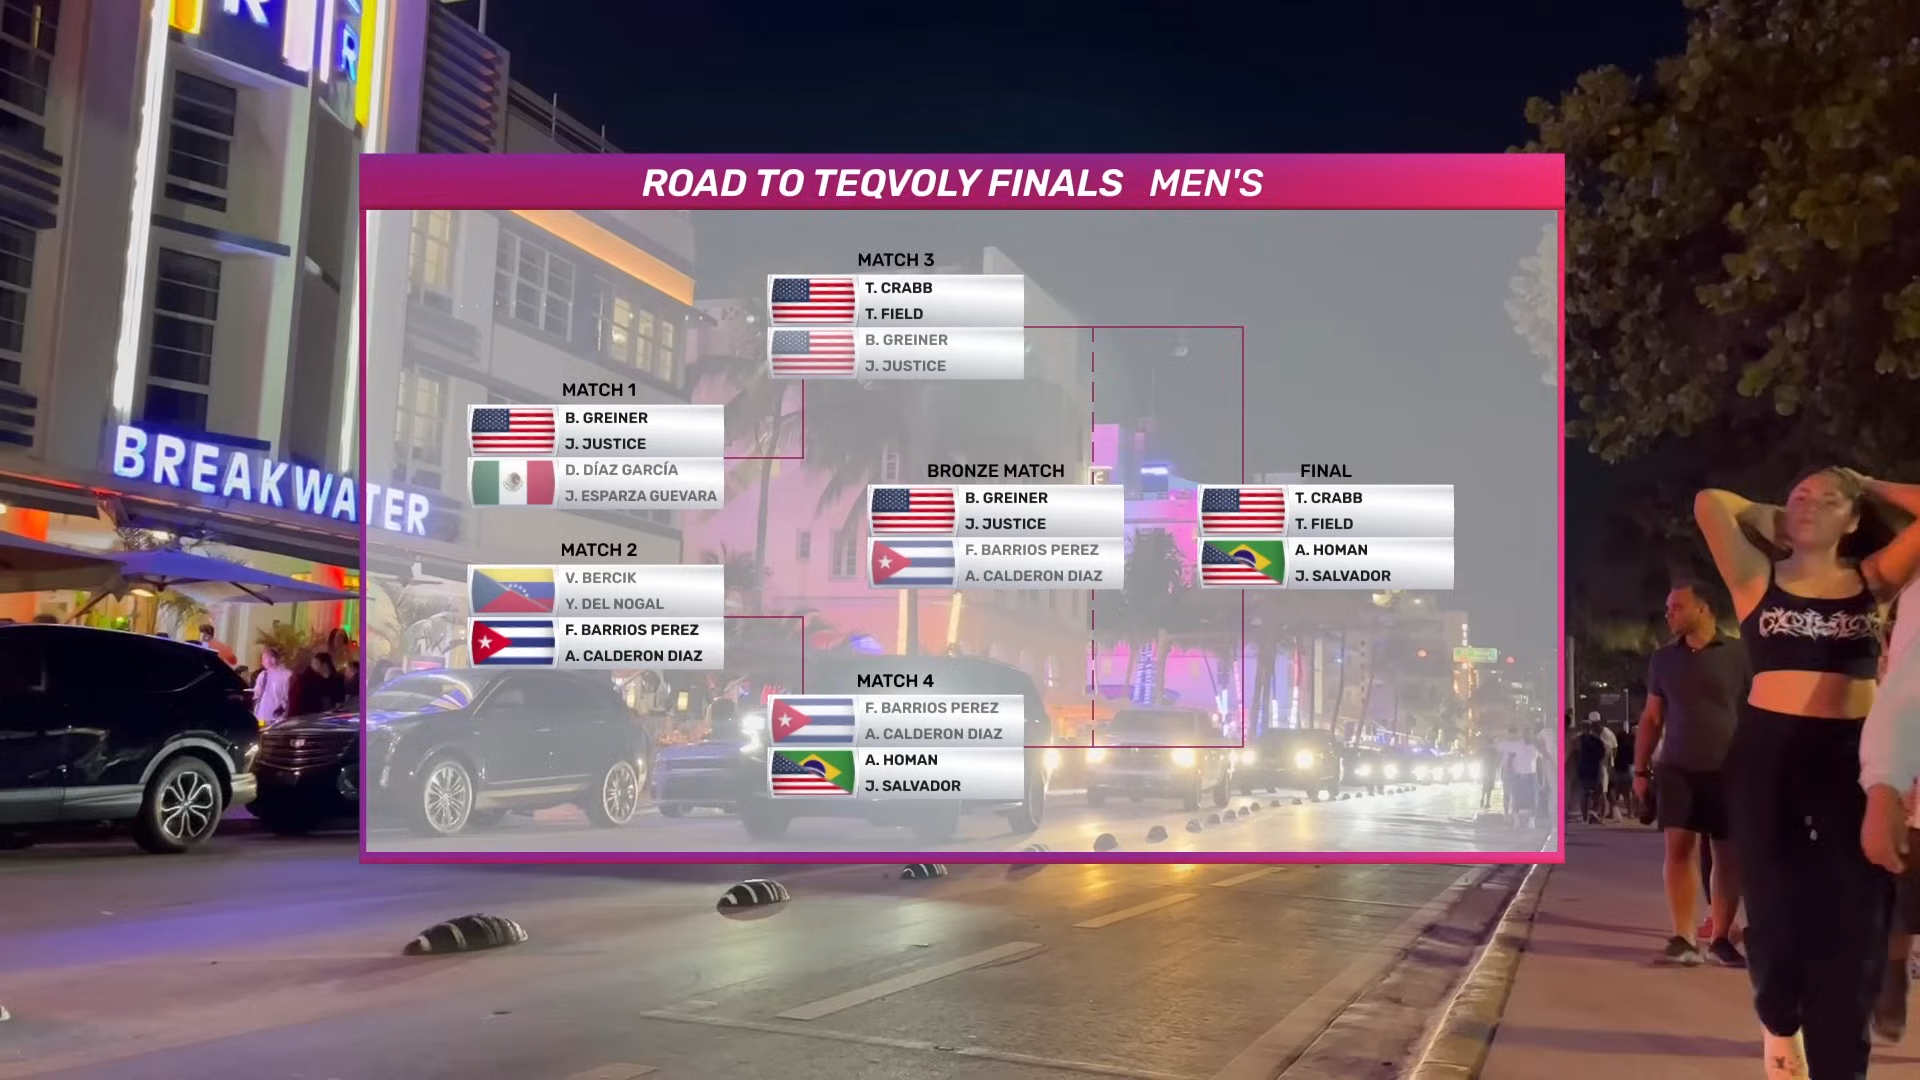 BREAKWATER
ROAD TO TEQVOLY FINALS MEN'S
MATCH 3
T. CRABB
T. FIELD
B. GREINER
J. JUSTICE
MATCH 1
B. GREINER
J. JUSTICE
D. DÍAZ GARCÍA
J. ESPARZA GUEVARA
MATCH 2
V. BERCIK
Y. DEL NOGAL
F. BARRIOS PEREZ
A. CALDERON DIAZ
MATCH 4
F. BARRIOS PEREZ
A. CALDERON DIAZ
A. HOMAN
J. SALVADOR
BRONZE MATCH
B. GREINER
J. JUSTICE
F. BARRIOS PEREZ
A. CALDERON DIAZ
FINAL
T. CRABB
T. FIELD
A. HOMAN
J. SALVADOR